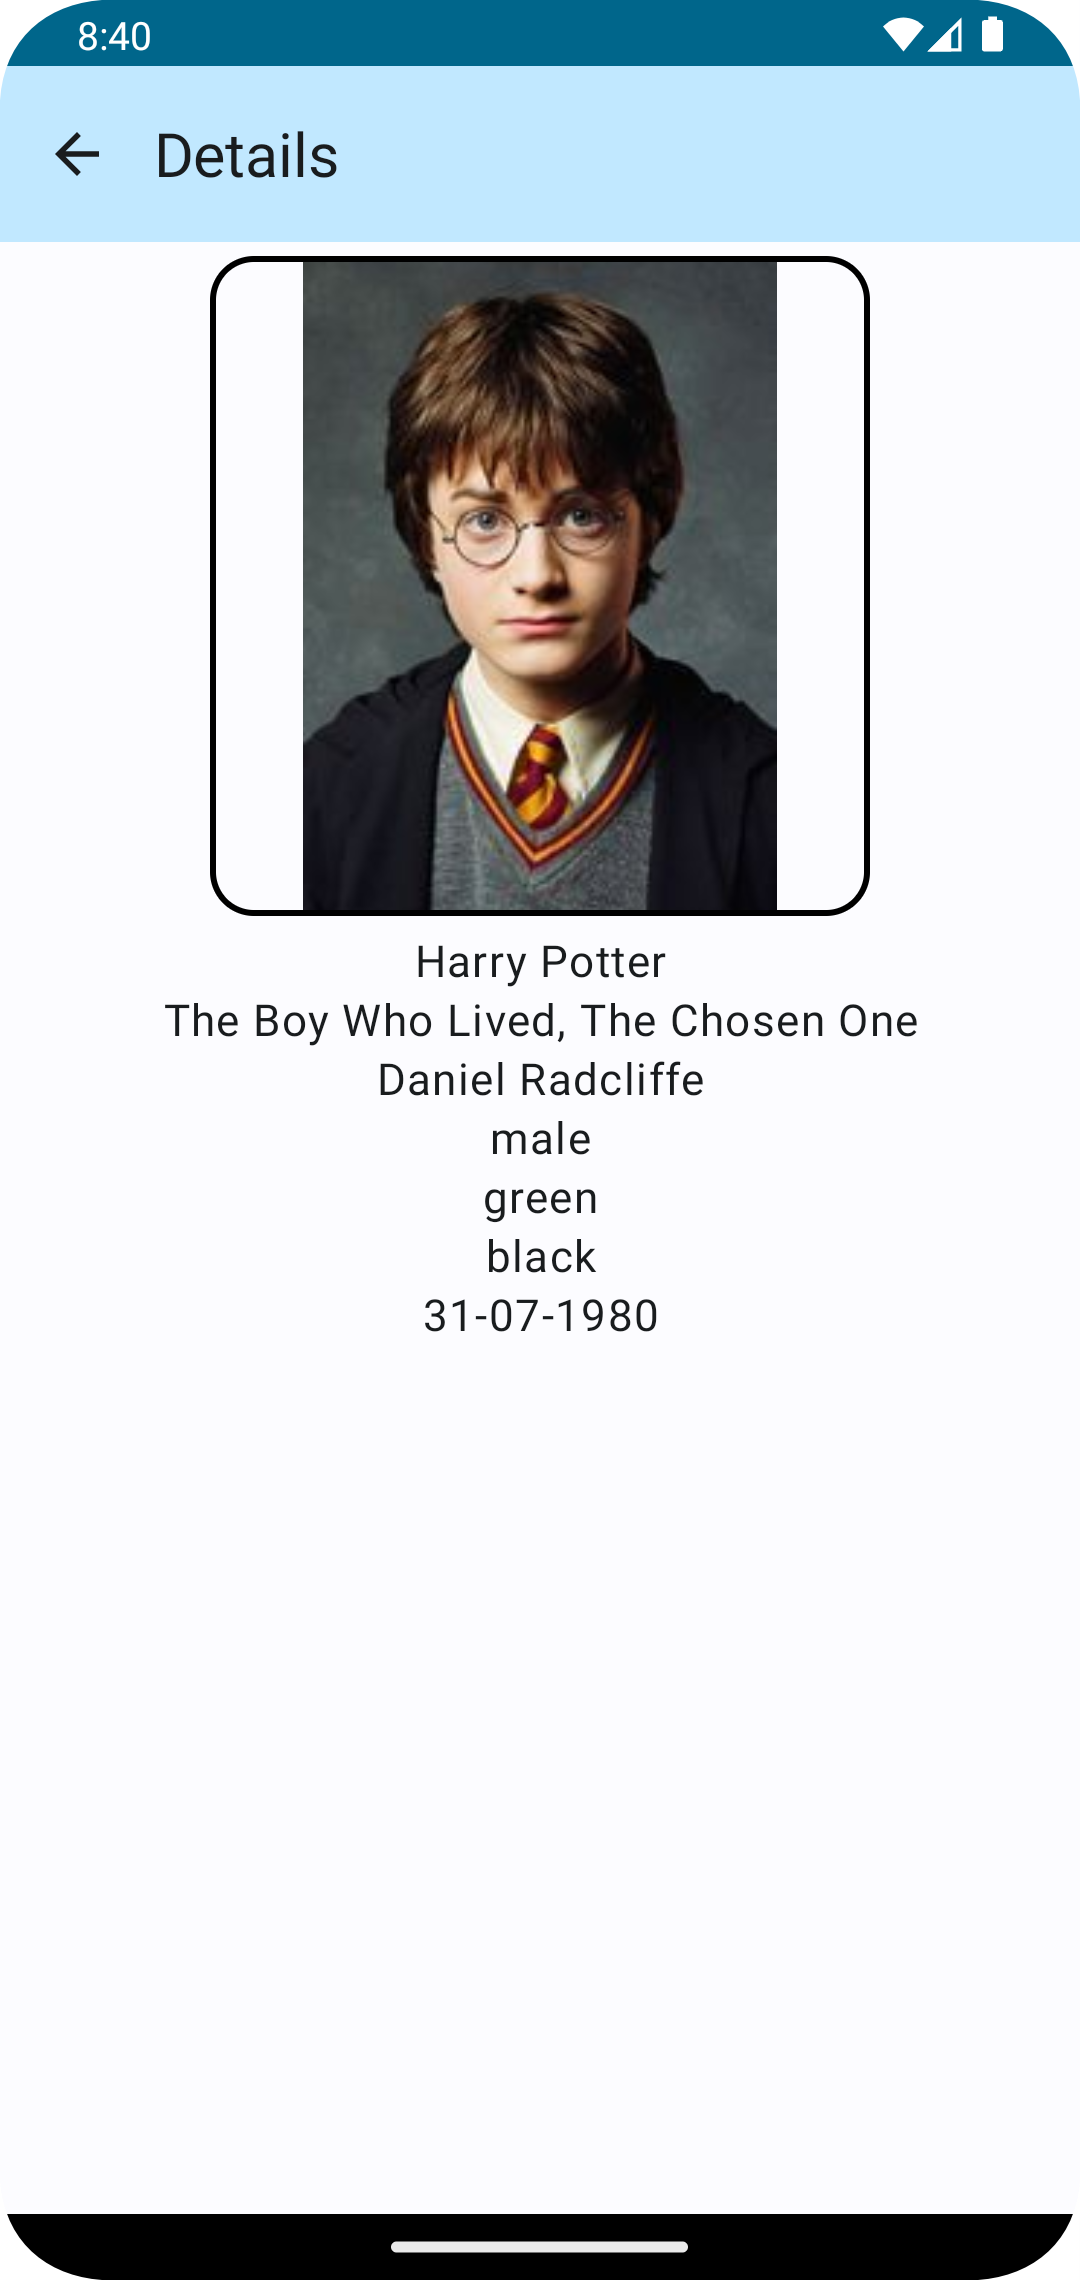 8:40
Details
Harry Potter
The Boy Who Lived, The Chosen One
Daniel Radcliffe
male
green
black
31-07-1980